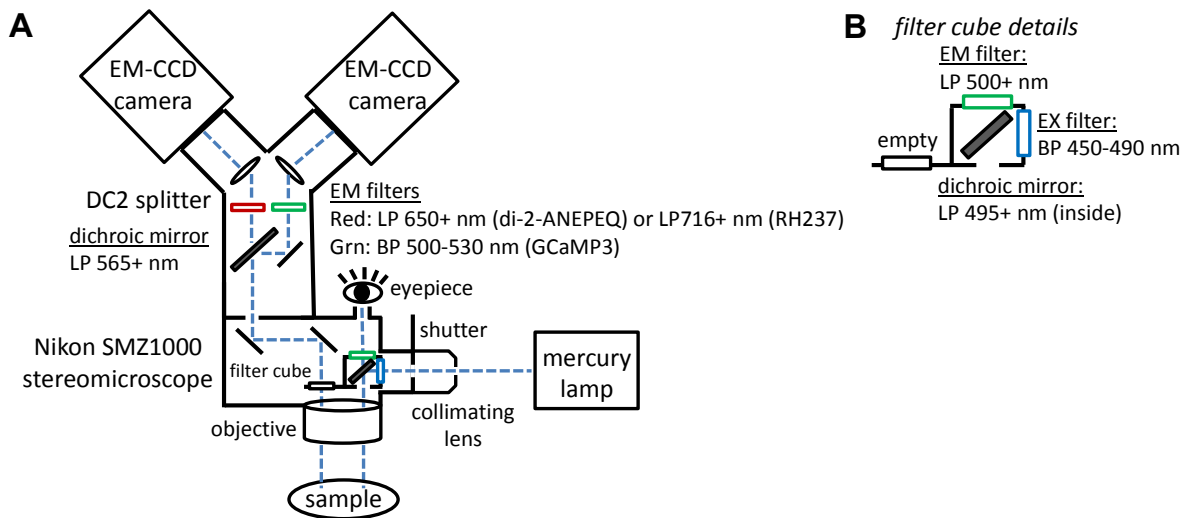 A
EM-CCD
camera
EM-CCD
camera
DC2 splitter
dichroic mirror
LP 565+ nm
EM filters
Red: LP 650+ nm (di-2-ANEPEQ) or LP716+ nm (RH237)
Grn: BP 500-530 nm (GCaMP3)
eyepiece
shutter
Nikon SMZ1000
stereomicroscope
filter cube
mercury
lamp
collimating
lens
objective
sample
B
filter cube details
EM filter:
LP 500+ nm
empty
EX filter:
BP 450-490 nm
dichroic mirror:
LP 495+ nm (inside)